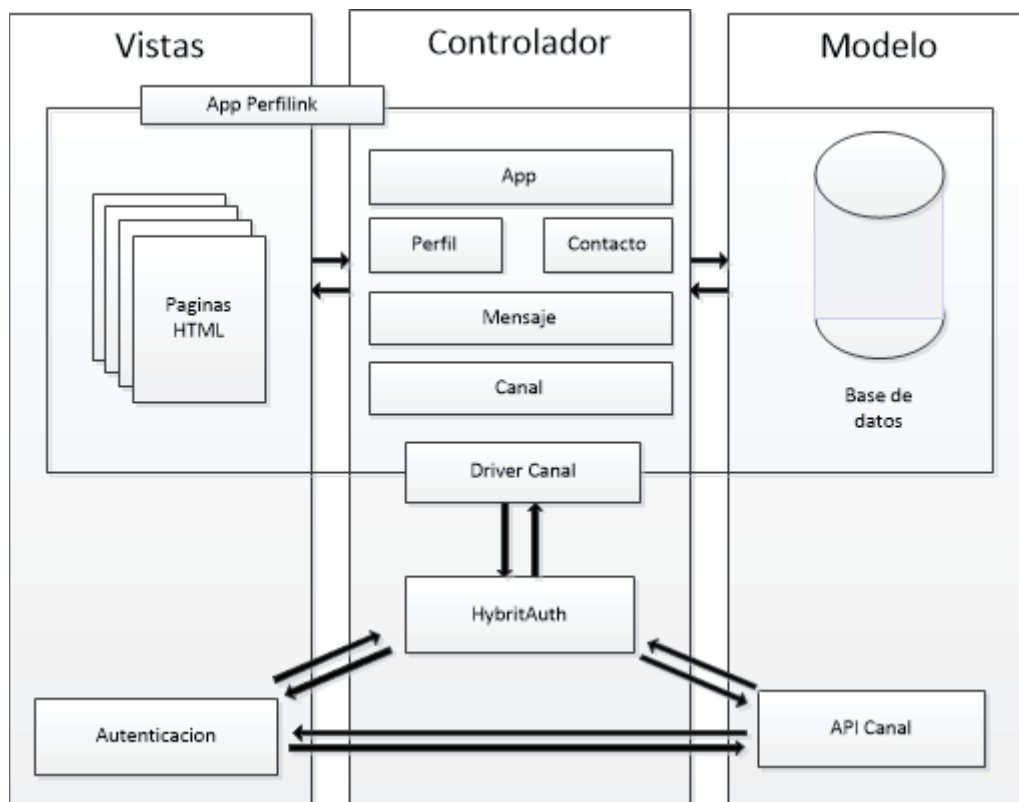 Vistas
Controlador
Modelo
App Perfilink
App
Perfil
Contacto
Paginas
HTML
Mensaje
Canal
Base de
datos
Driver Canal
HybritAuth
Autenticacion
API Canal